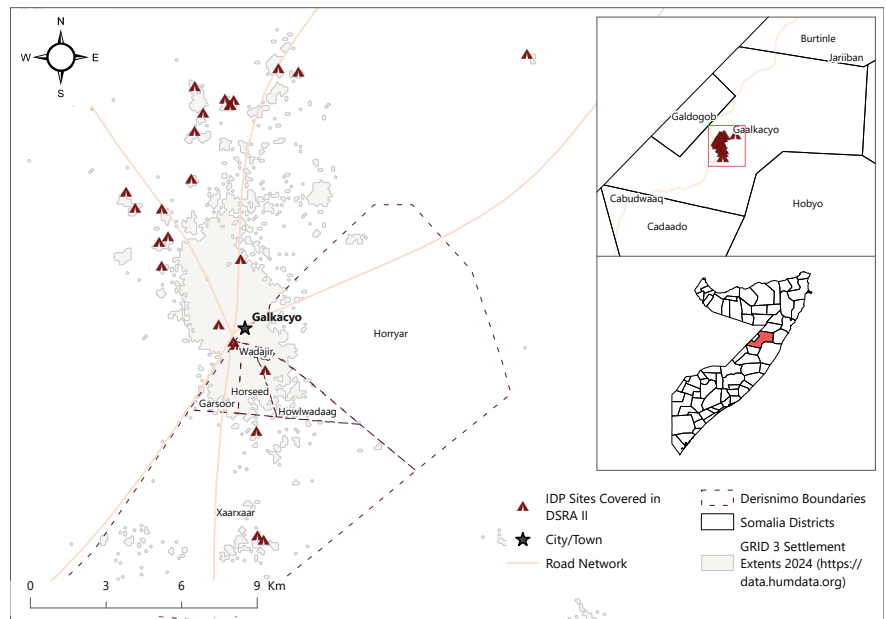 N
W E
S
Burtinle
Jariiban
Galdogob
Gaalkacyo
Cabudwaaq
Hobyo
Cadaado
Galkacyo
Horryar
Wadajir
Horseed
Garsoor
Howlwadaag
Xaarxaar
IDP Sites Covered in
DSRA II
City/Town
Road Network
Derisnimo Boundaries
Somalia Districts
GRID 3 Settlement
Extents 2024 (https://
data.humdata.org)
0 3 6 9 Km